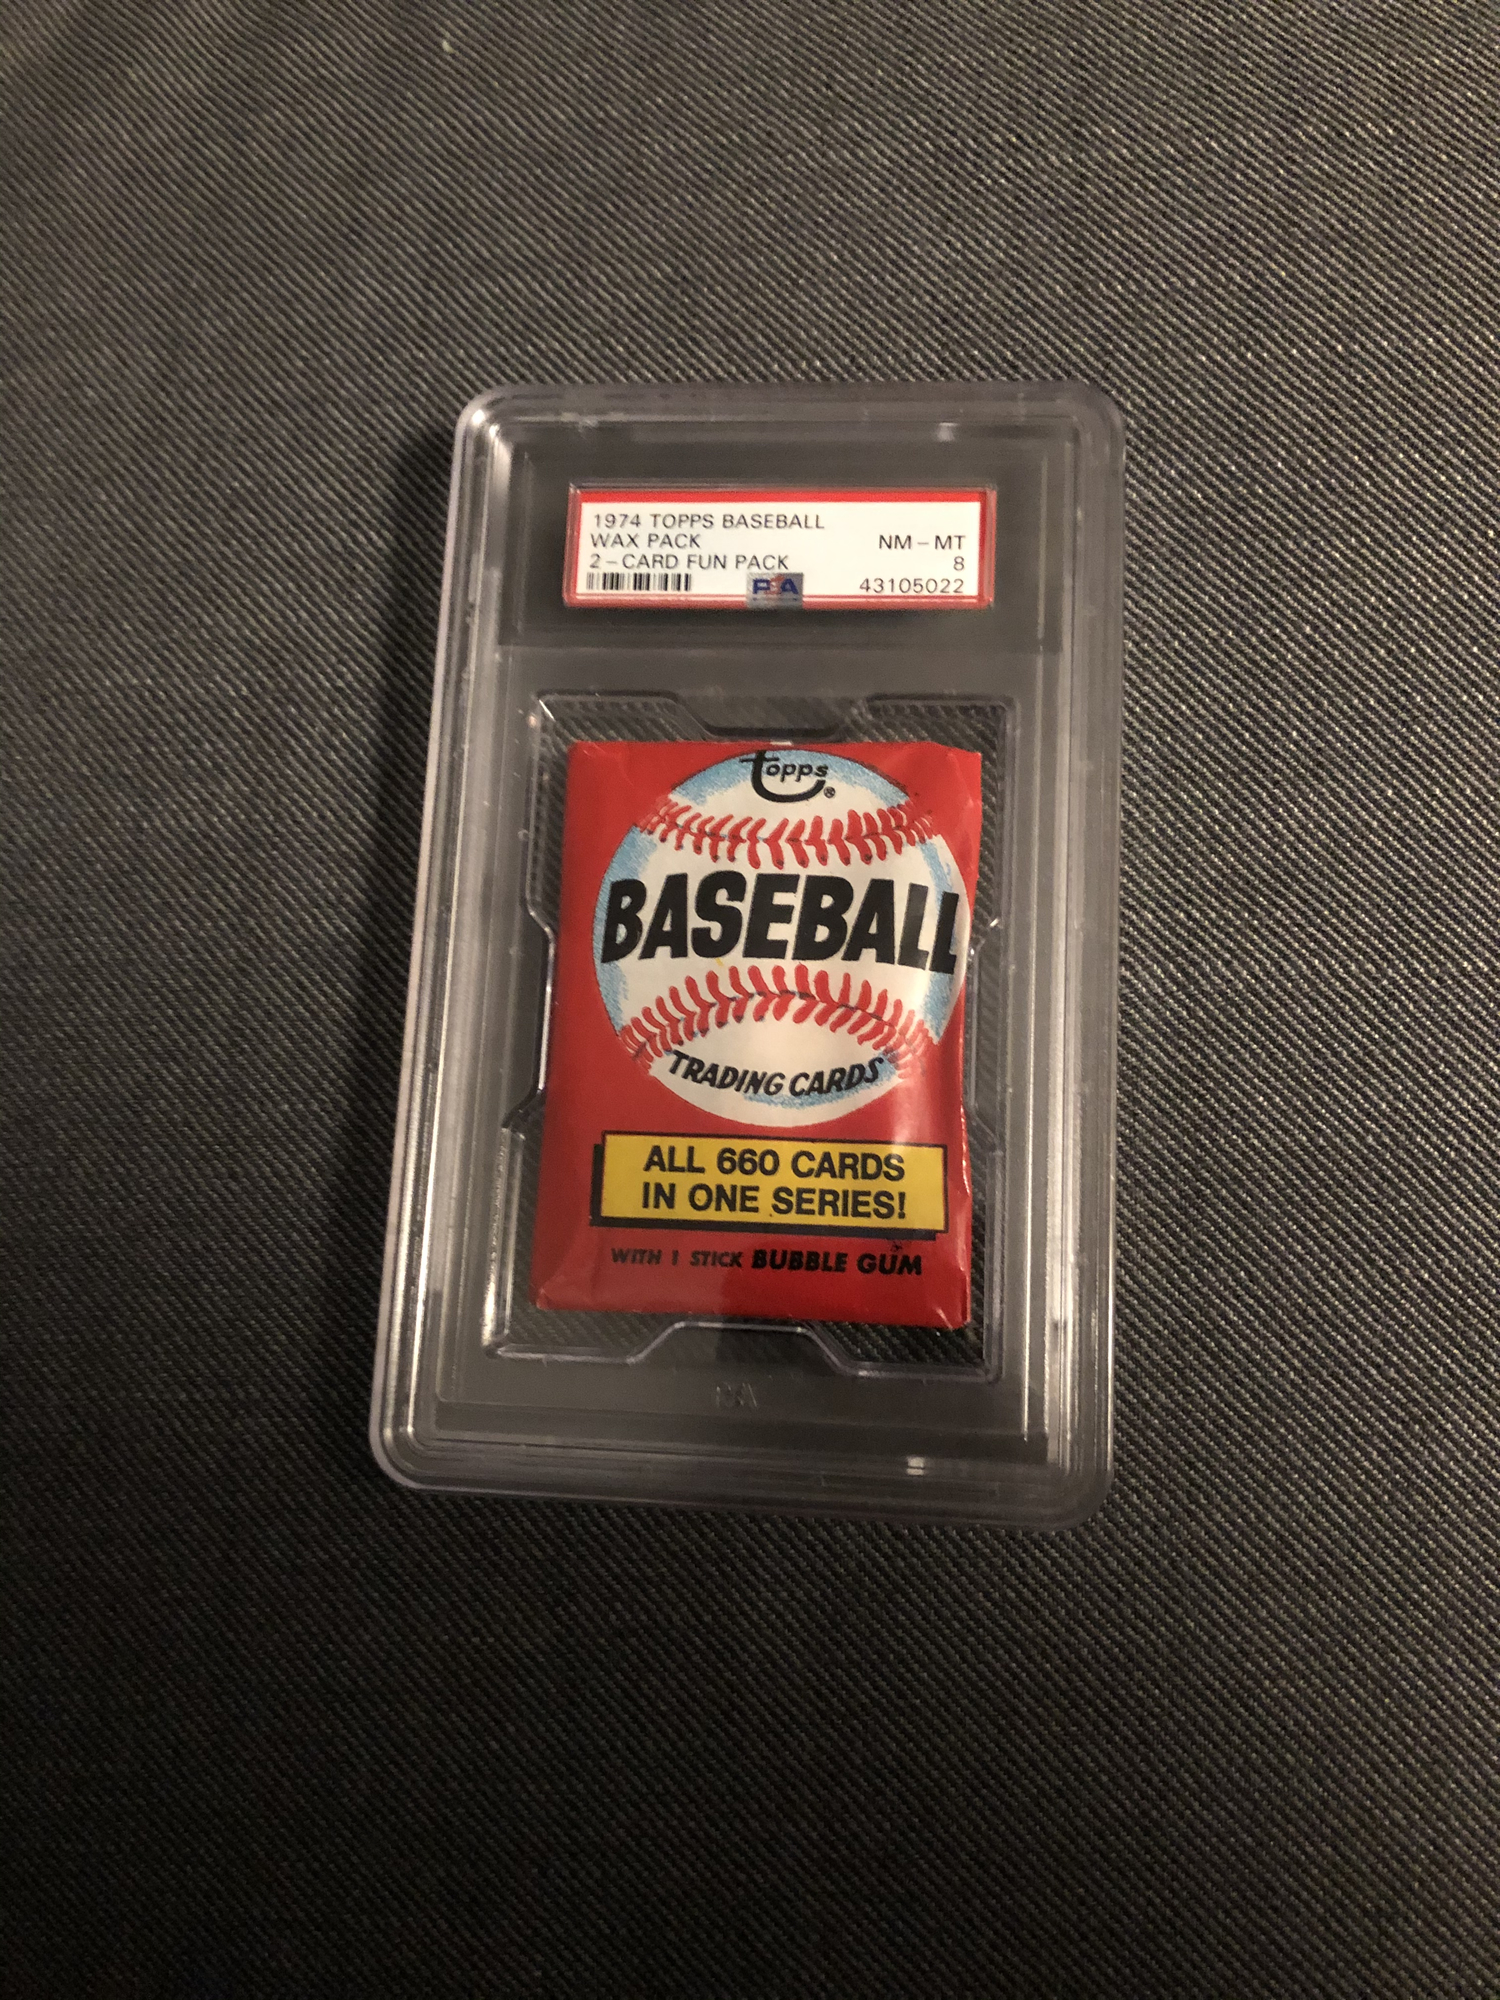 1974 TOPPS BASEBALL
WAX PACK NM-MT
2-CARD FUN PACK 8
PSA 43105022
topps®
BASEBALL
TRADING CARDS
ALL 660 CARDS
IN ONE SERIES!
WITH 1 STICK BUBBLE GUM